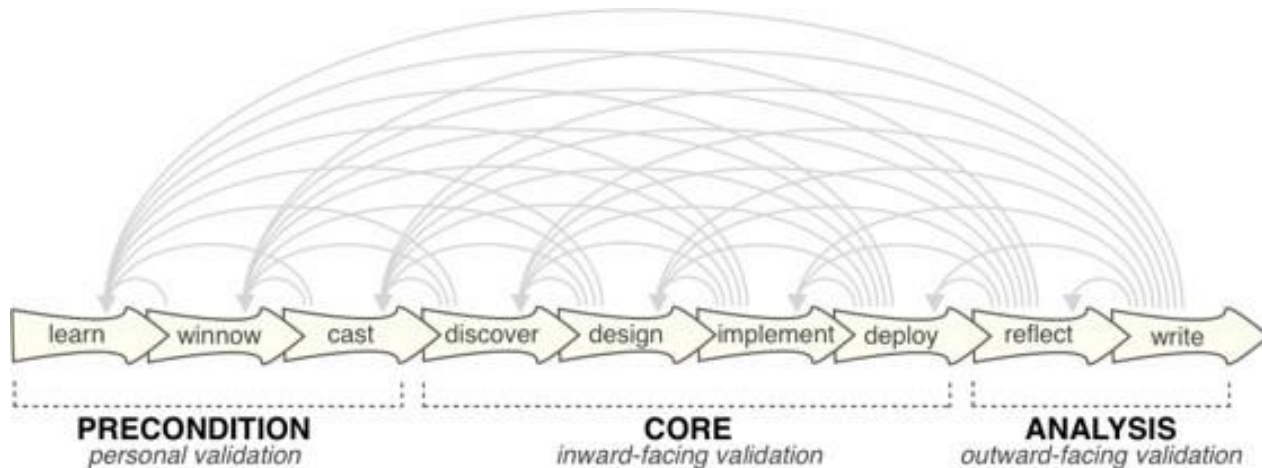 learn winnow cast discover design implement deploy reflect write
PRECONDITION CORE ANALYSIS
personal validation inward-facing validation outward-facing validation